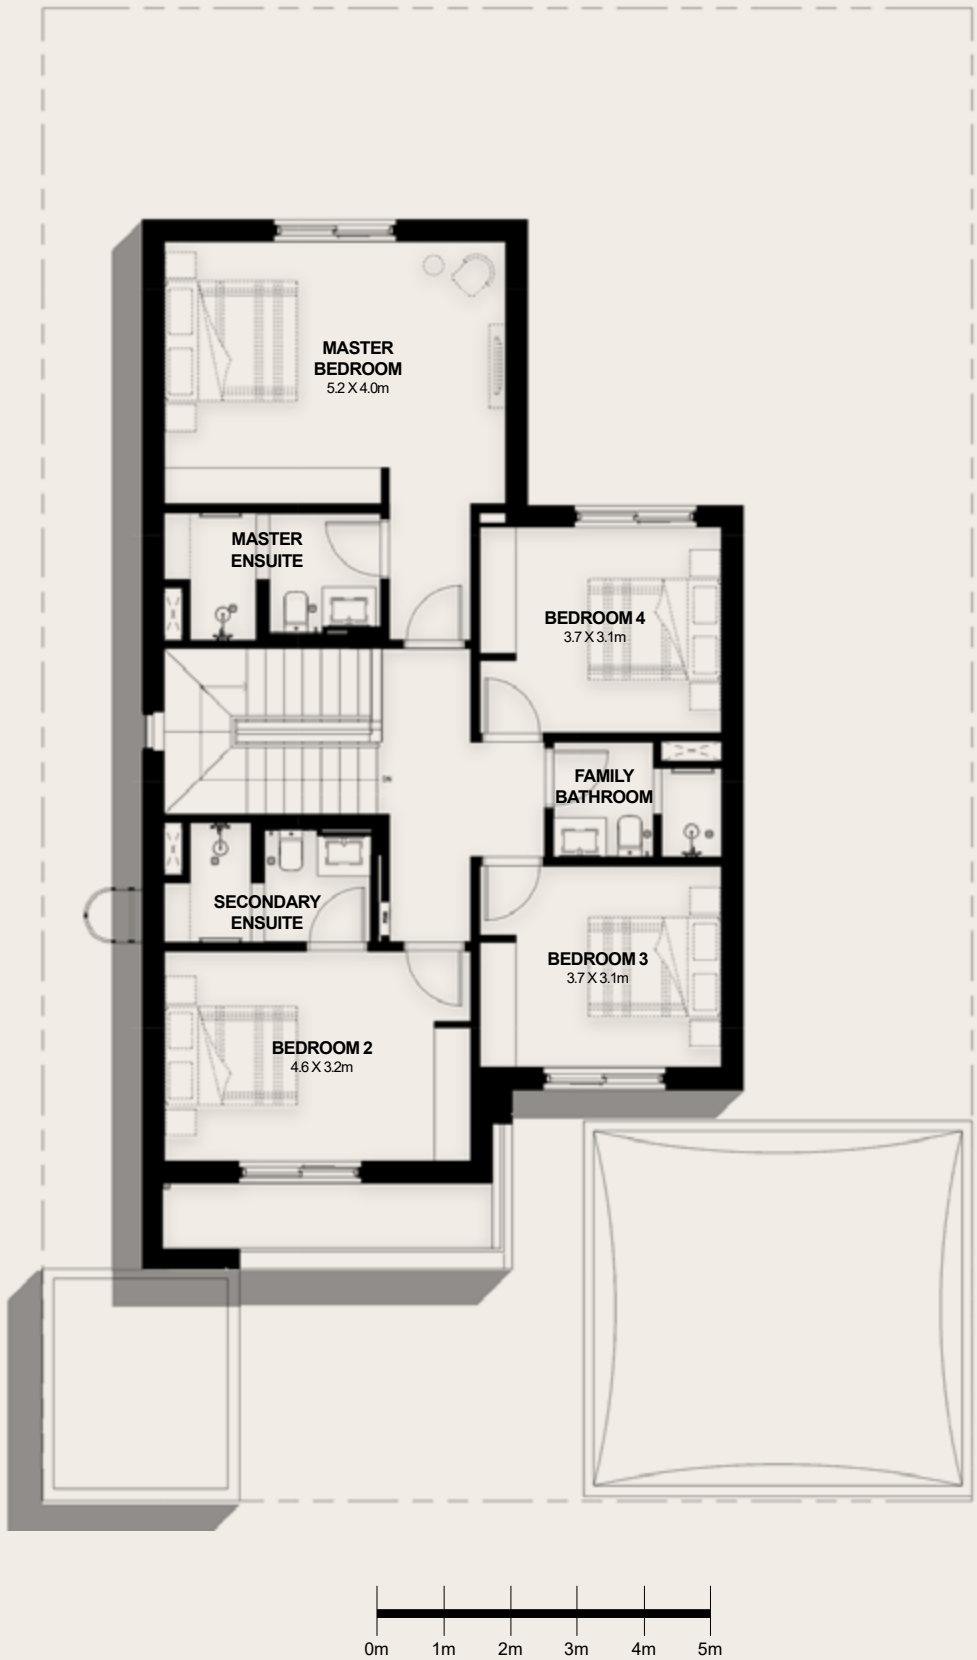 MASTER
BEDROOM
5.2 X 4.0m
MASTER
ENSUITE
BEDROOM 4
3.7 X 3.1m
FAMILY
BATHROOM
SECONDARY
ENSUITE
BEDROOM 3
3.7 X 3.1m
BEDROOM 2
4.6 X 3.2m
0m 1m 2m 3m 4m 5m